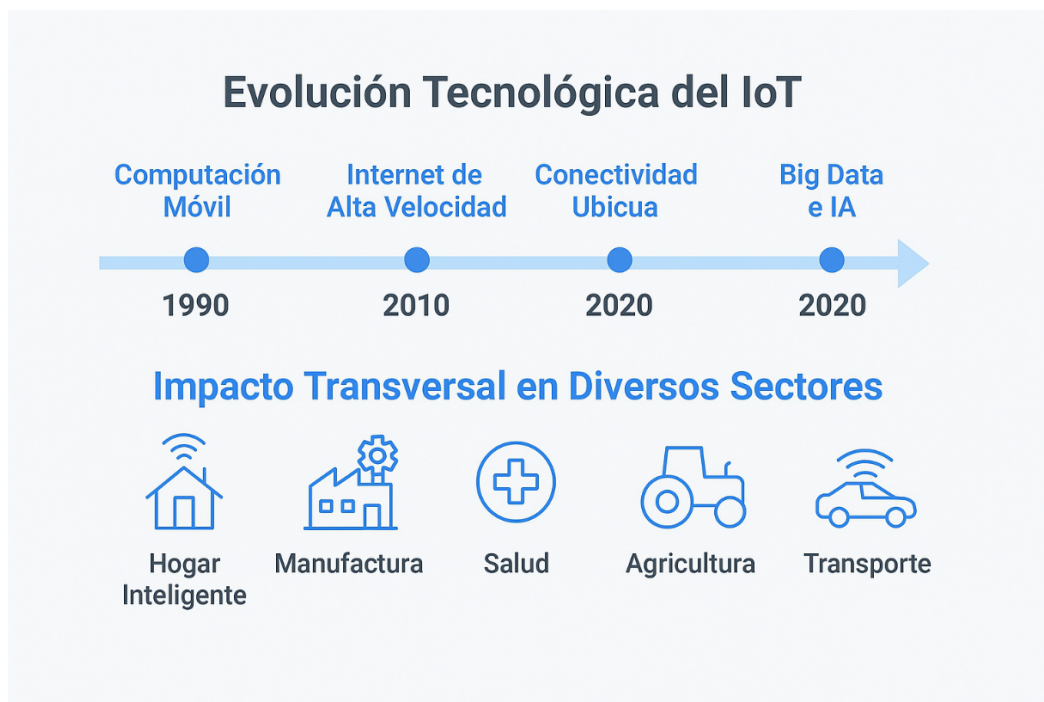 Evolución Tecnológica del IoT
Computación
Móvil
Internet de
Alta Velocidad
Conectividad
Ubicua
Big Data
e IA
1990
2010
2020
2020
Impacto Transversal en Diversos Sectores
Hogar
Inteligente
Manufactura
Salud
Agricultura
Transporte